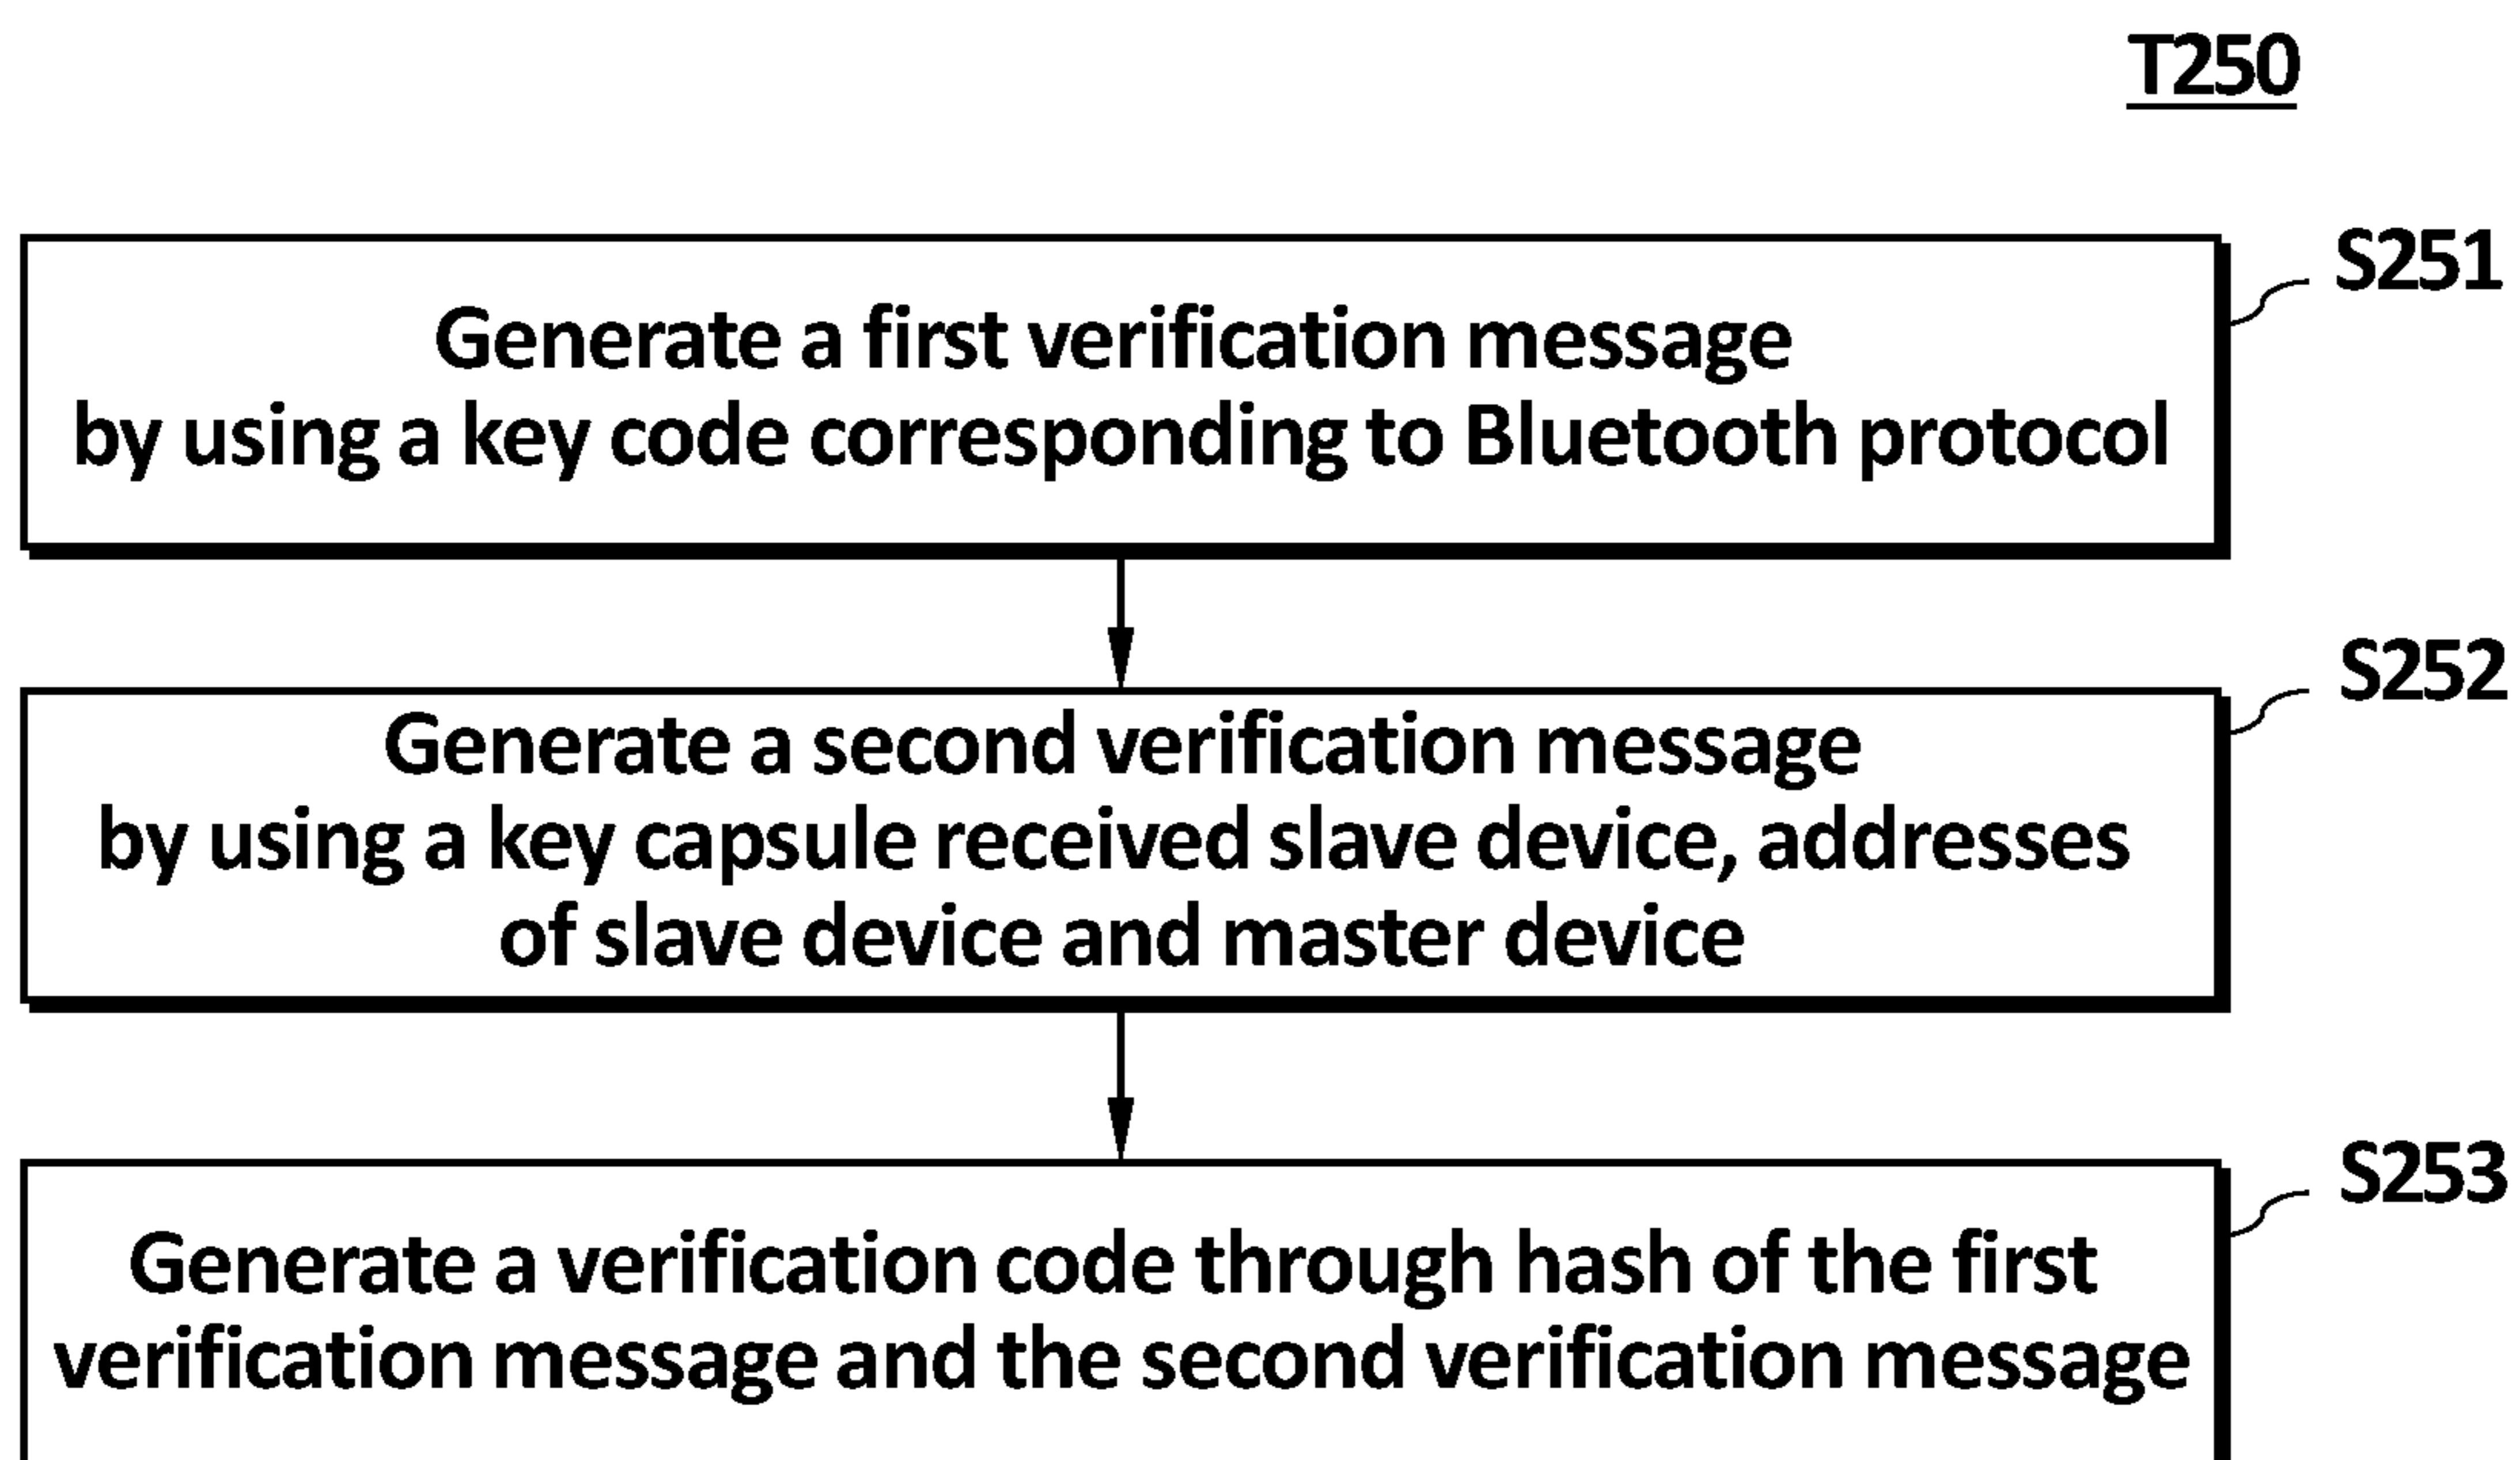 T250
S251
Generate a first verification message
by using a key code corresponding to Bluetooth protocol
S252
Generate a second verification message
by using a key capsule received slave device, addresses
of slave device and master device
S253
Generate a verification code through hash of the first
verification message and the second verification message